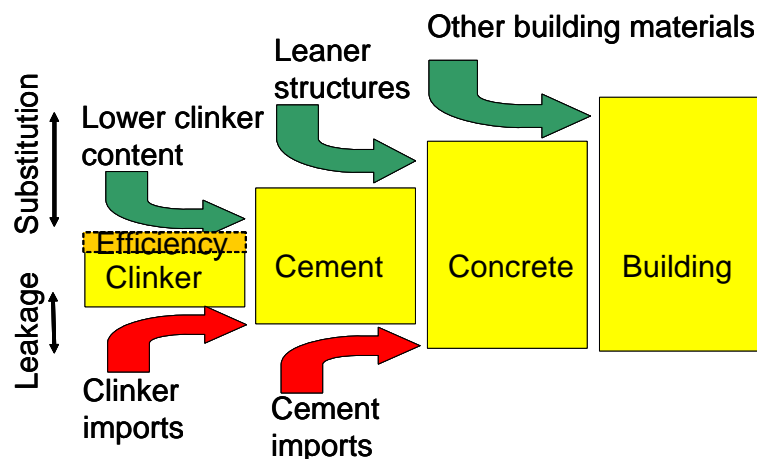 Other building materials
Leaner
structures
Lower clinker
content
Substitution
Efficiency
Clinker
Cement
Concrete
Building
Leakage
Clinker
imports
Cement
imports